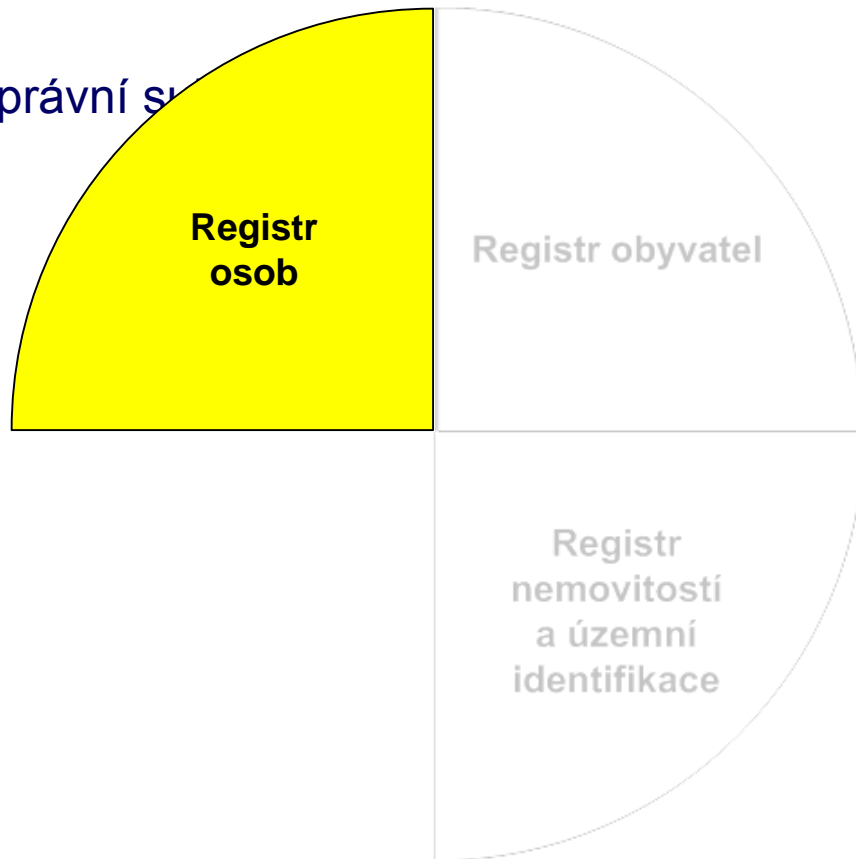 právní
Registr
osob
Registr obyvatel
Registr
nemovitostí
a územní
identifikace